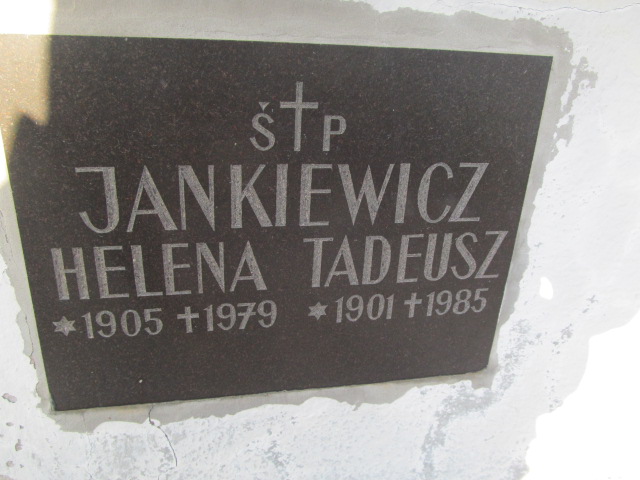 Š✝P
JANKIEWICZ
HELENA TADEUSZ
✶1905 ✝1979 ✶1901 ✝1985